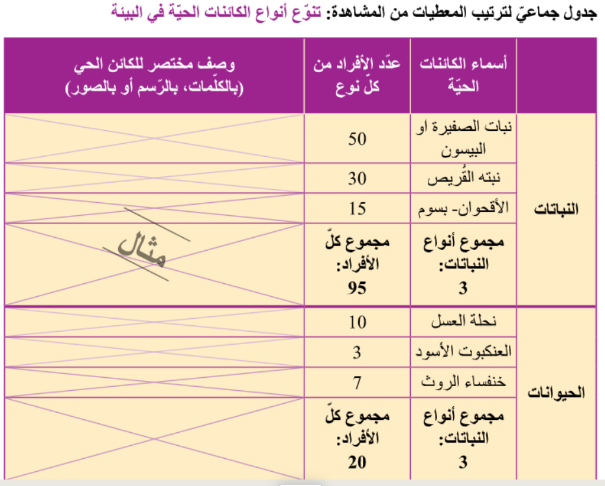 جدول جماعيّ لترتيب المعطيات من المشاهدة: تنوّع أنواع الكائنات الحيّة في البيئة
أسماء الكائنات الحيّة
عدّد الأفراد من كلّ نوع
وصف مختصر للكائن الحي (بالكلّمات، بالرّسم أو بالصور)
النباتات
نبات الصفيرة او البيسون
50
نبته القُريص
30
الأقحوان- بسوم
15
مجموع أنواع النباتات:
3
مجموع كلّ الأفراد:
95
مثال
الحيوانات
نحلة العسل
10
العنكبوت الأسود
3
خنفساء الروث
7
مجموع أنواع النباتات:
3
مجموع كلّ الأفراد:
20